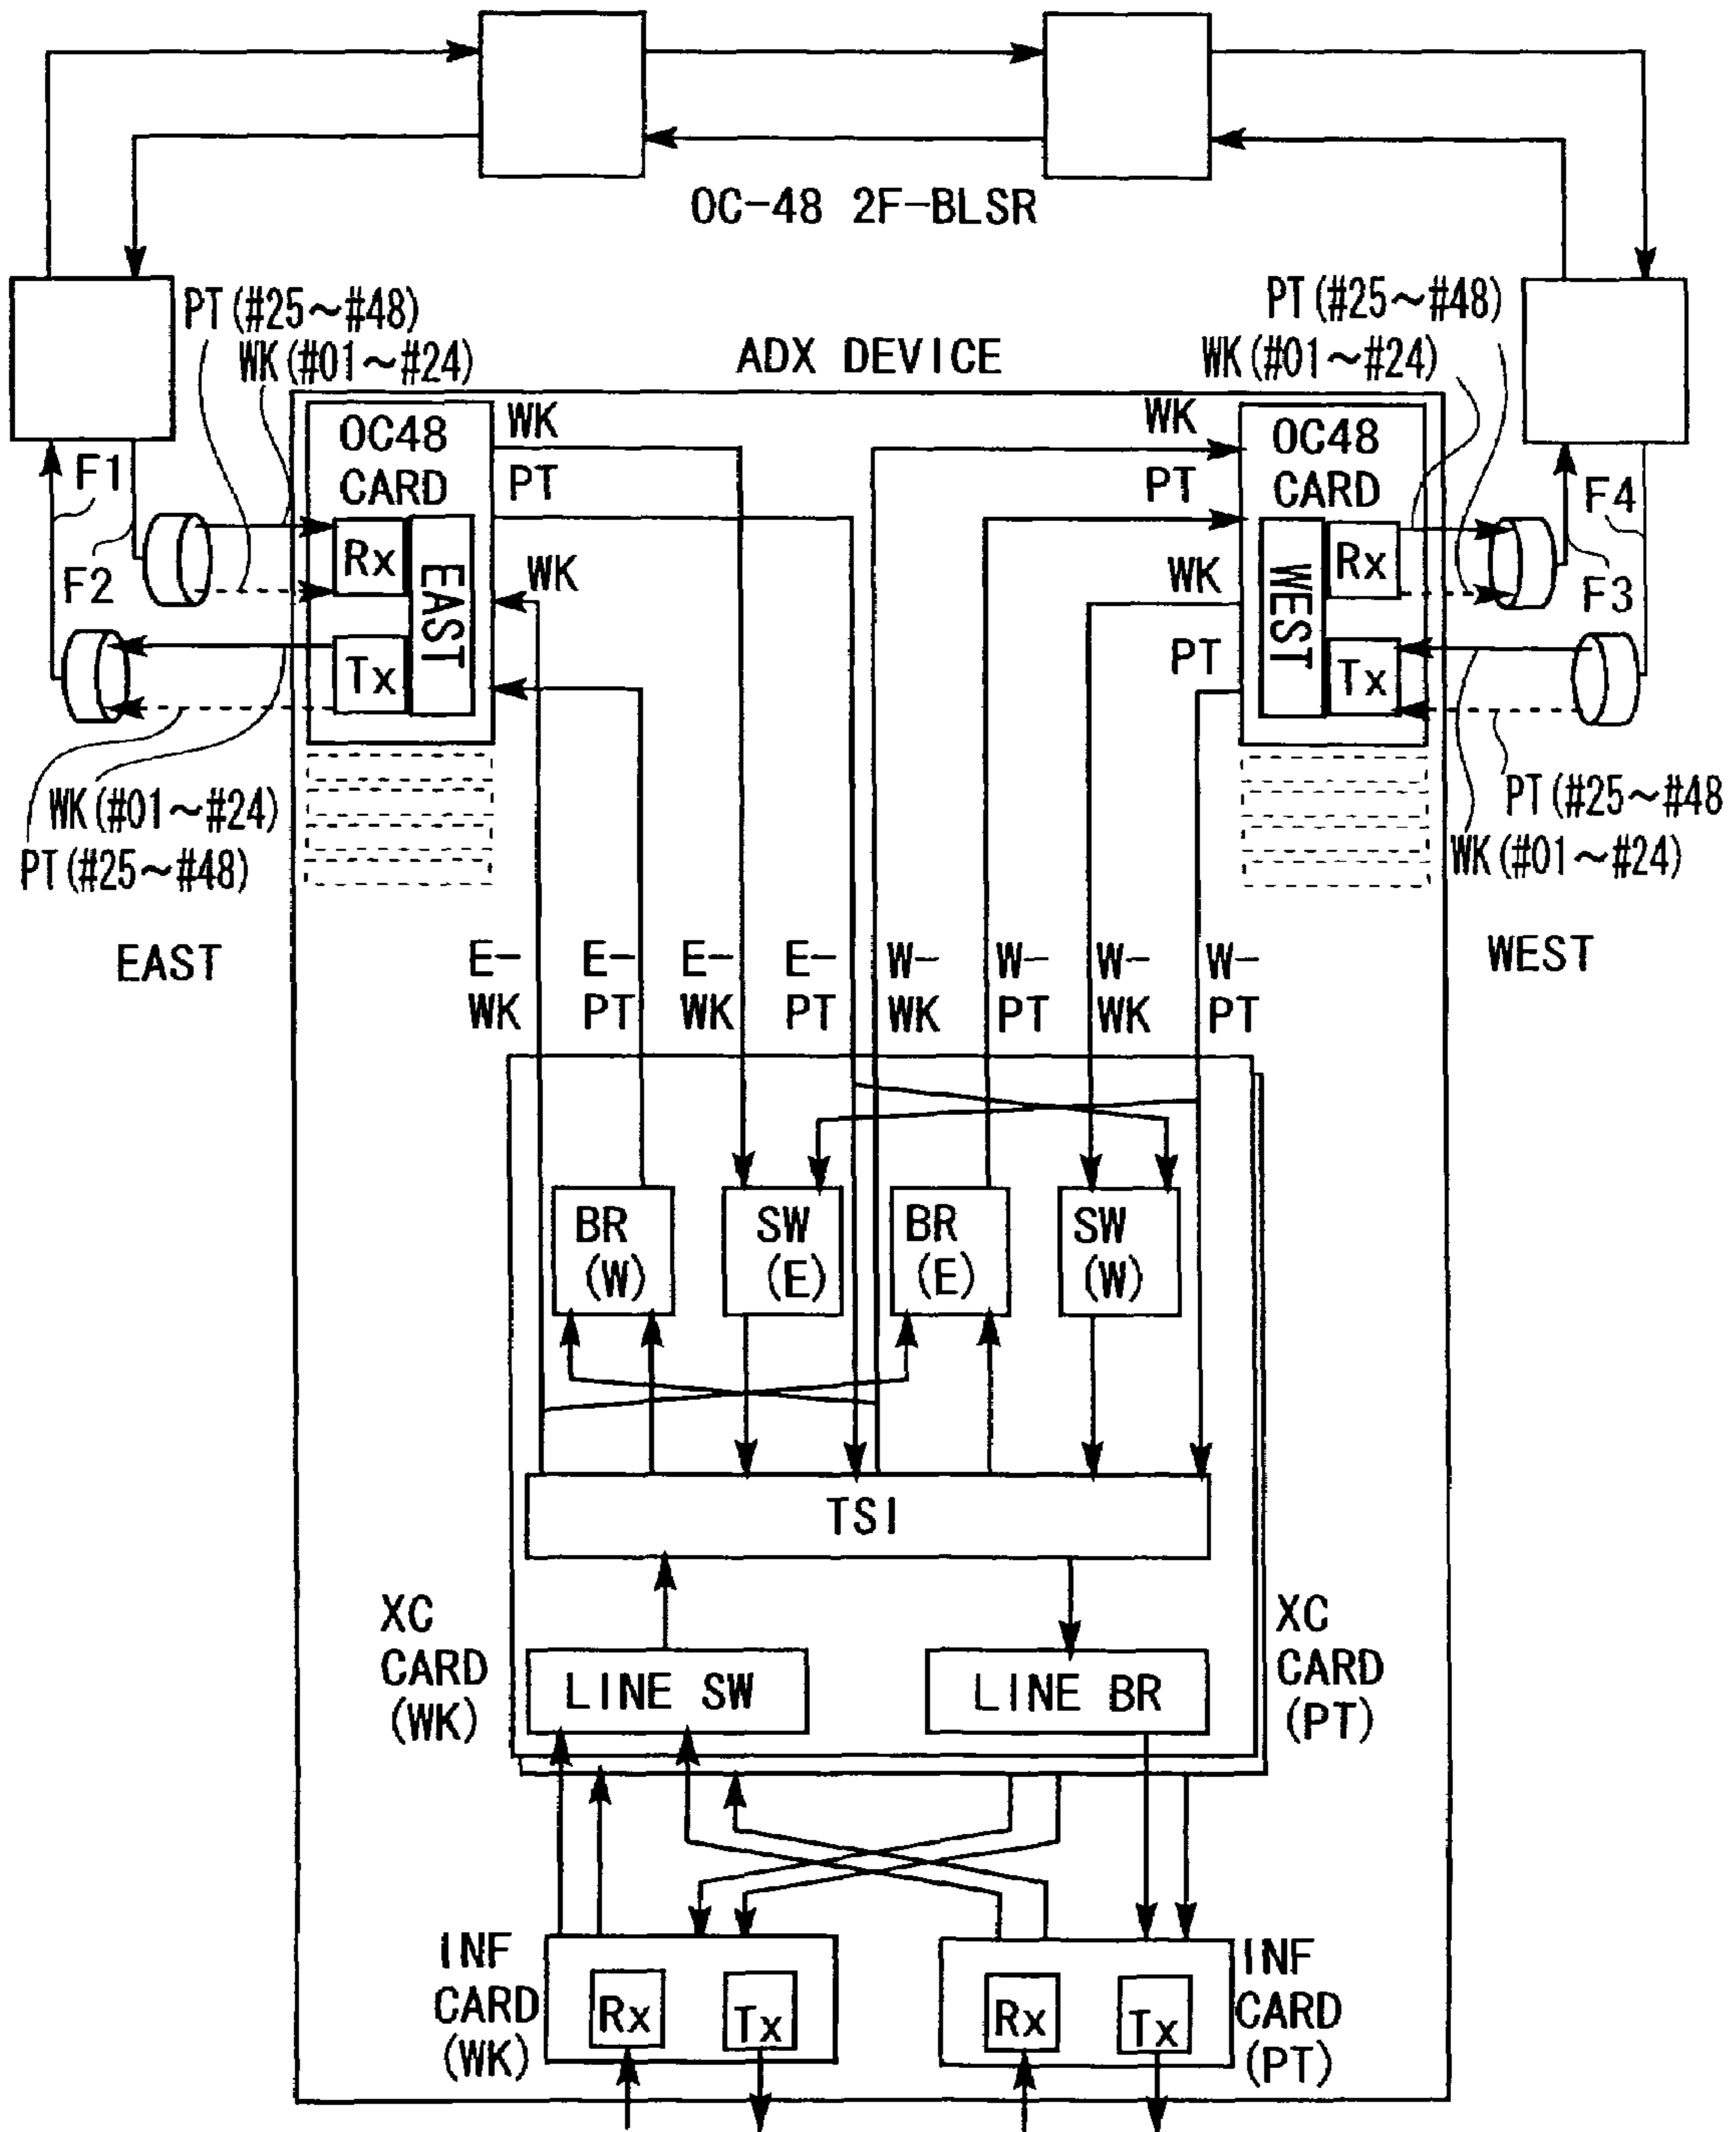 OC-48 2F-BLSR
PT(#25~#48)
WK(#01~#24)
ADX DEVICE
PT(#25~#48)
WK(#01~#24)
OC48
CARD
WK
PT
WK
PT
OC48
CARD
F1
F2
Rx
EAST
Tx
WK
WK
PT
WEST
Rx
Tx
F4
F3
WK(#01~#24)
PT(#25~#48)
PT(#25~#48
WK(#01~#24)
EAST
WEST
E-
WK
E-
PT
E-
WK
E-
PT
W-
WK
W-
PT
W-
WK
W-
PT
BR
(W)
SW
(E)
BR
(E)
SW
(W)
TSI
XC
CARD
(WK)
XC
CARD
(PT)
LINE SW
LINE BR
INF
CARD
(WK)
Rx
Tx
Rx
Tx
INF
CARD
(PT)